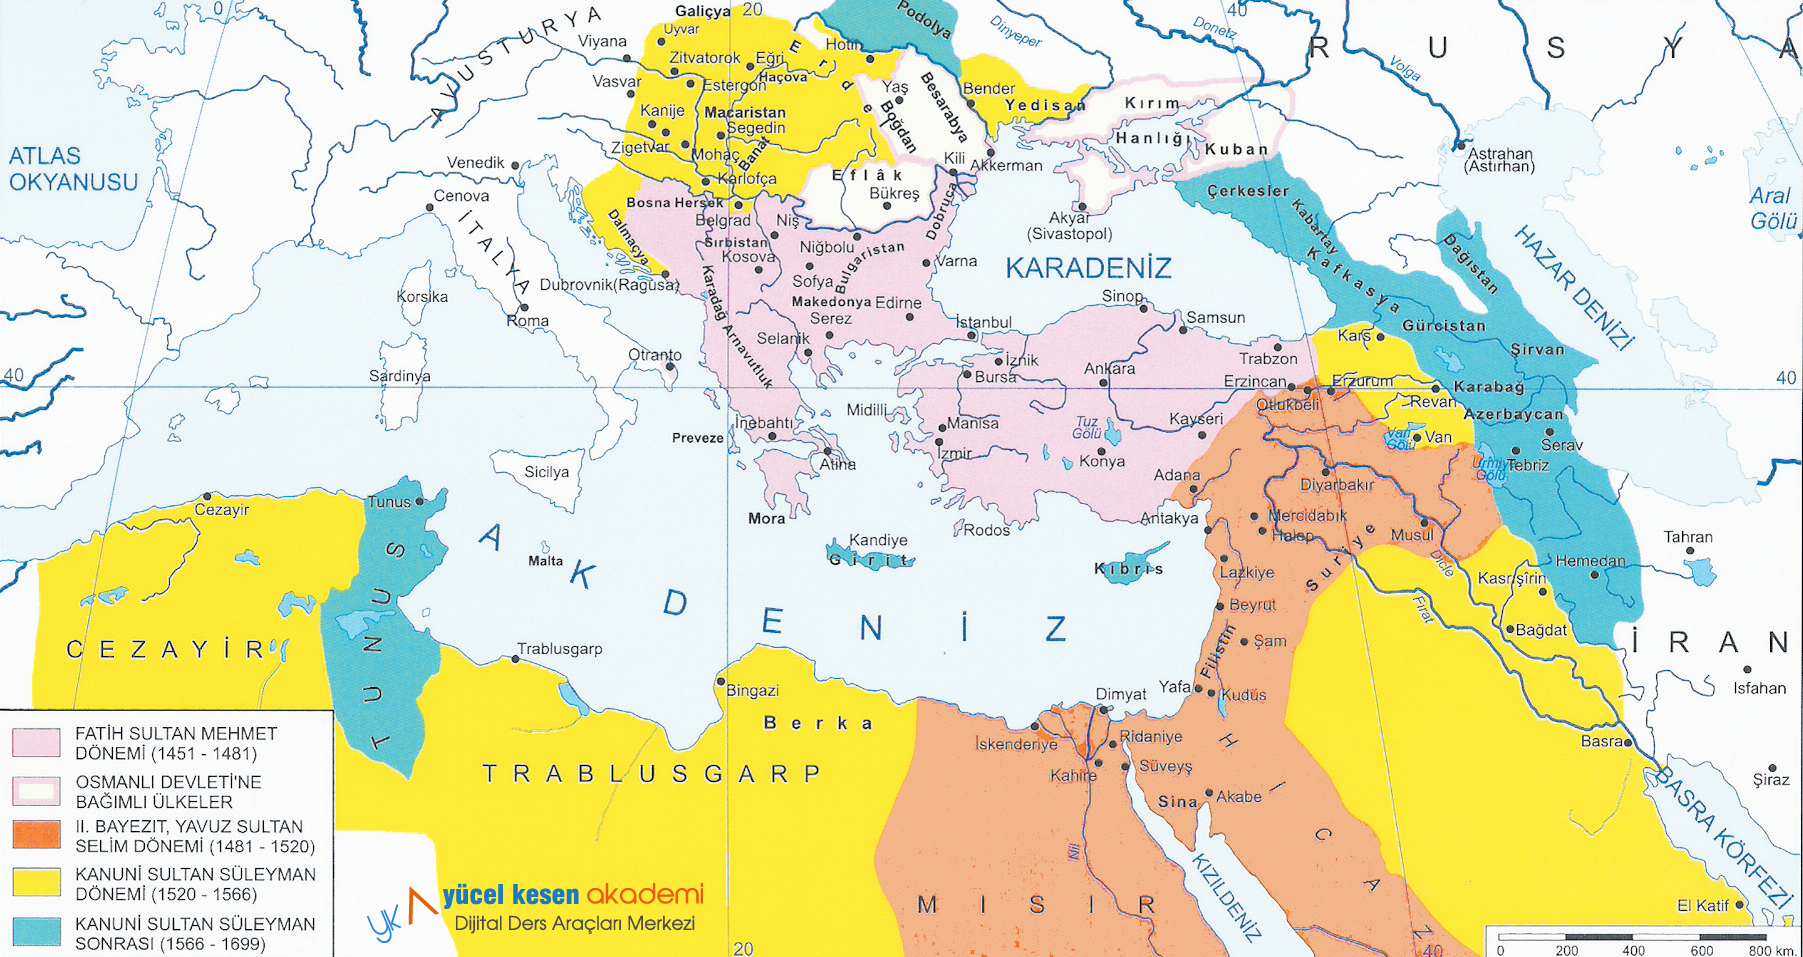 0
Galiçya
20
Podolya
40
Uyvar
Viyana
AVUSTURYA
Erdel
Hotin
Dinyeper
Donetz
Volga
RUSYA
Zitvatorok
Eğri
Haçova
Vasvar
Estergon
Yaş
Besarabya
Bender
Yedisan
Kırım
Hanlığı
Kuban
Kanije
Macaristan
Segedin
Boğdan
Zigetvar
Mohaç
Banat
Kili
Akkerman
Astrahan
(Astırhan)
ATLAS
OKYANUSU
Venedik
Karlofça
Eflâk
Bükreş
Çerkesler
Aral
Gölü
Cenova
İTALYA
Bosna Hersek
Belgrad
Niş
Dobruca
Akyar
(Sivastopol)
Kabartay
Dağıstan
HAZAR DENİZİ
Dalmaçya
Sırbistan
Kosova
Niğbolu
Bulgaristan
Varna
KARADENİZ
Kafkasya
Dubrovnik(Ragusa)
Sofya
Karadağ
Arnavutluk
Makedonya
Edirne
Korsika
Roma
Serez
Selanik
İstanbul
Sinop
Samsun
Kars
Gürcistan
Şirvan
Otranto
İznik
Bursa
Ankara
Trabzon
Erzincan
Erzurum
Karabağ
40
Sardinya
40
Otlukbeli
Revan
Azerbaycan
Midilli
Manisa
İzmir
Tuz
Gölü
Kayseri
Konya
Van
Gölü
Van
Serav
İnebahtı
Preveze
Atina
Urmiye
Gölü
Tebriz
Sicilya
Adana
Diyarbakır
Cezayir
Tunus
Mora
Rodos
Antakya
Mercidabık
Halep
Musul
Suriye
Tahran
Malta
Kandiye
Girit
Kıbrıs
Lazkiye
Dicle
Kasrışirin
Hemedan
AKDENİZ
Beyrut
Fırat
Bağdat
İRAN
CEZAYİR
TUNUS
Trablusgarp
Filistin
Şam
Isfahan
Bingazi
Berka
Dimyat
Yafa
Kudüs
İskenderiye
Ridaniye
Kahire
Süveyş
Basra
Şiraz
TRABLUSGARP
Sina
Akabe
HİCAZ
BASRA KÖRFEZİ
Nil
KIZILDENİZ
MISIR
El Katif
FATİH SULTAN MEHMET
DÖNEMİ (1451 - 1481)
OSMANLI DEVLETİ'NE
BAĞIMLI ÜLKELER
II. BAYEZIT, YAVUZ SULTAN
SELİM DÖNEMİ (1481 - 1520)
KANUNİ SULTAN SÜLEYMAN
DÖNEMİ (1520 - 1566)
KANUNİ SULTAN SÜLEYMAN
SONRASI (1566 - 1699)
YK
yücel kesen akademi
Dijital Ders Araçları Merkezi
20
40
0 200 400 600 800 km.